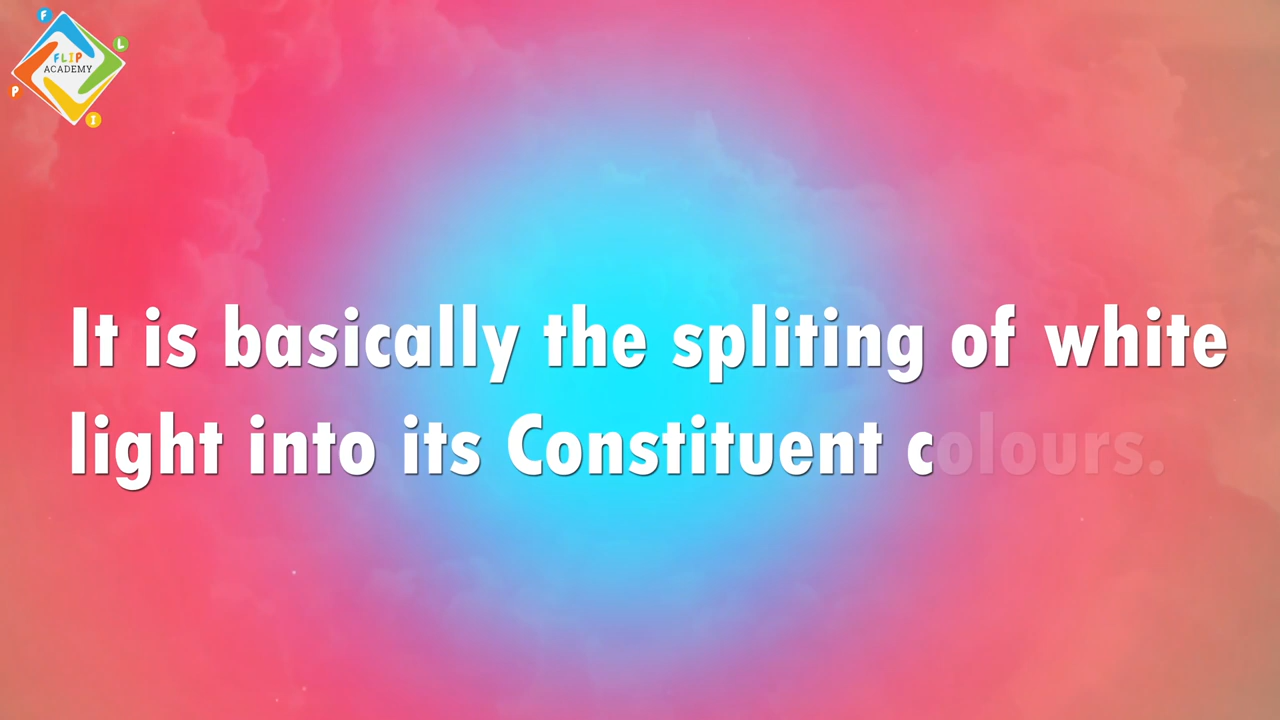 F
L
FLIP
ACADEMY
P
I
It is basically the spliting of white
light into its Constituent colours.